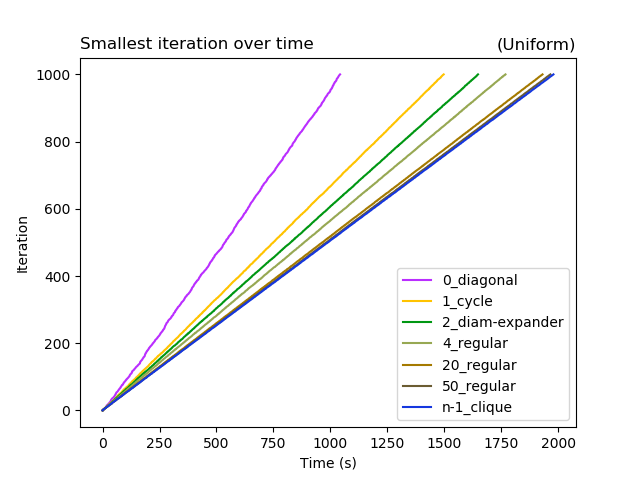 Smallest iteration over time (Uniform)
1000
800
600
400
200
0
Iteration
0_diagonal
1_cycle
2_diam-expander
4_regular
20_regular
50_regular
n-1_clique
0 250 500 750 1000 1250 1500 1750 2000
Time (s)